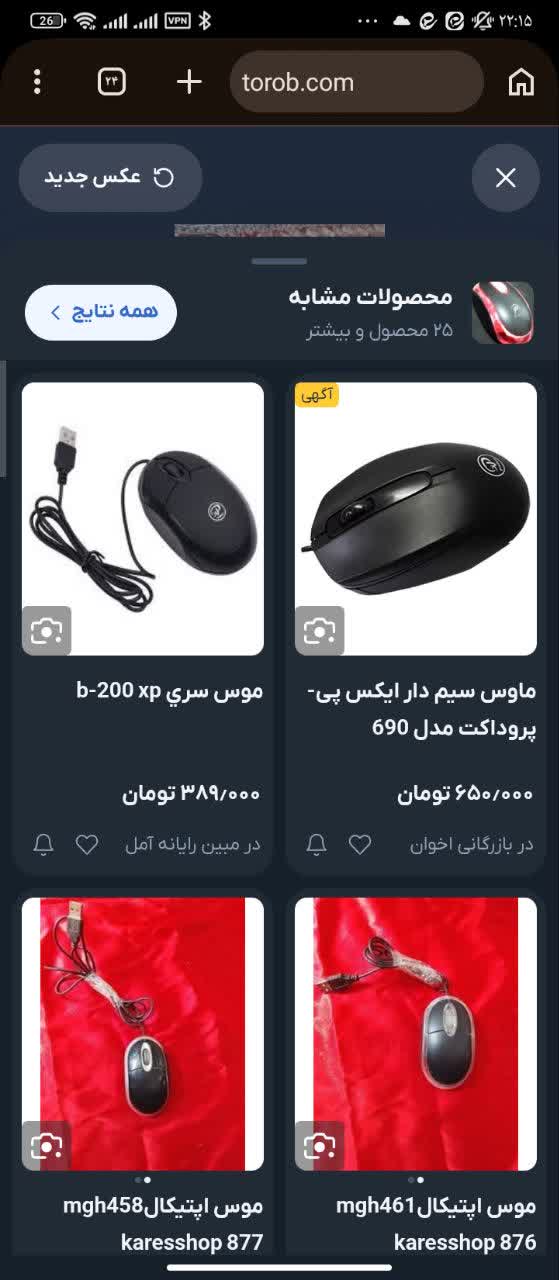 26 VPN ۲۲:۱۵
۲۴ torob.com
عکس جدید
محصولات مشابه
۲۵ محصول و بیشتر
همه نتایج
آگهی
ماوس سیم دار ایکس پی-
پروداکت مدل 690
۶۵۰٫۰۰۰ تومان
در بازرگانی اخوان
موس سري b-200 xp
۳۸۹٫۰۰۰ تومان
در مبین رایانه آمل
موس اپتیکالmgh461
karesshop 876
موس اپتیکالmgh458
karesshop 877